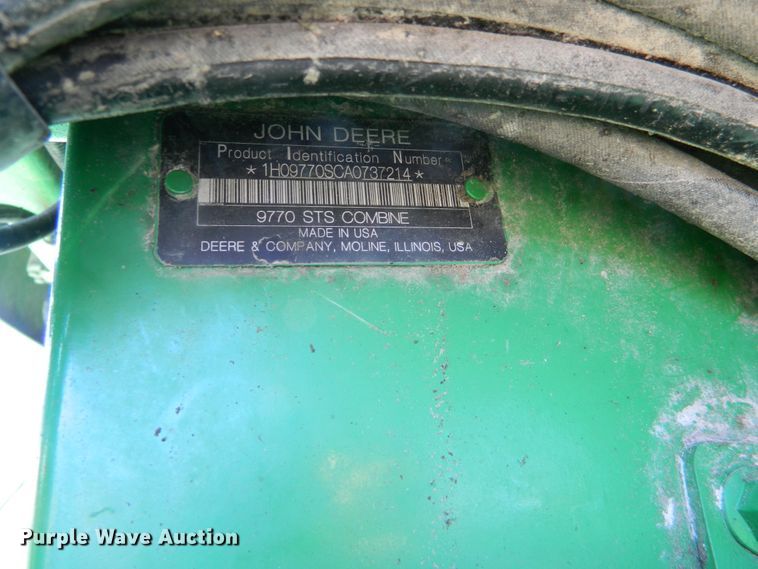 JOHN DEERE
Product Identification Number
*1H09770SCA0737214*
9770 STS COMBINE
MADE IN USA
DEERE & COMPANY, MOLINE, ILLINOIS, USA
Purple Wave Auction